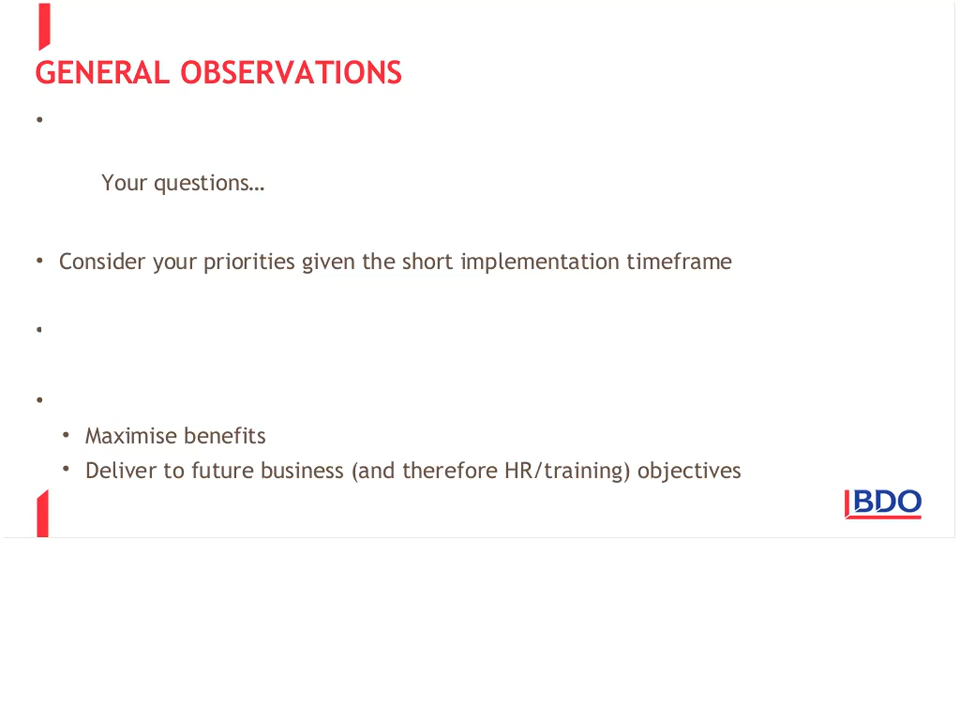 GENERAL OBSERVATIONS
•
Your questions…
• Consider your priorities given the short implementation timeframe
•
•
• Maximise benefits
• Deliver to future business (and therefore HR/training) objectives
BDO